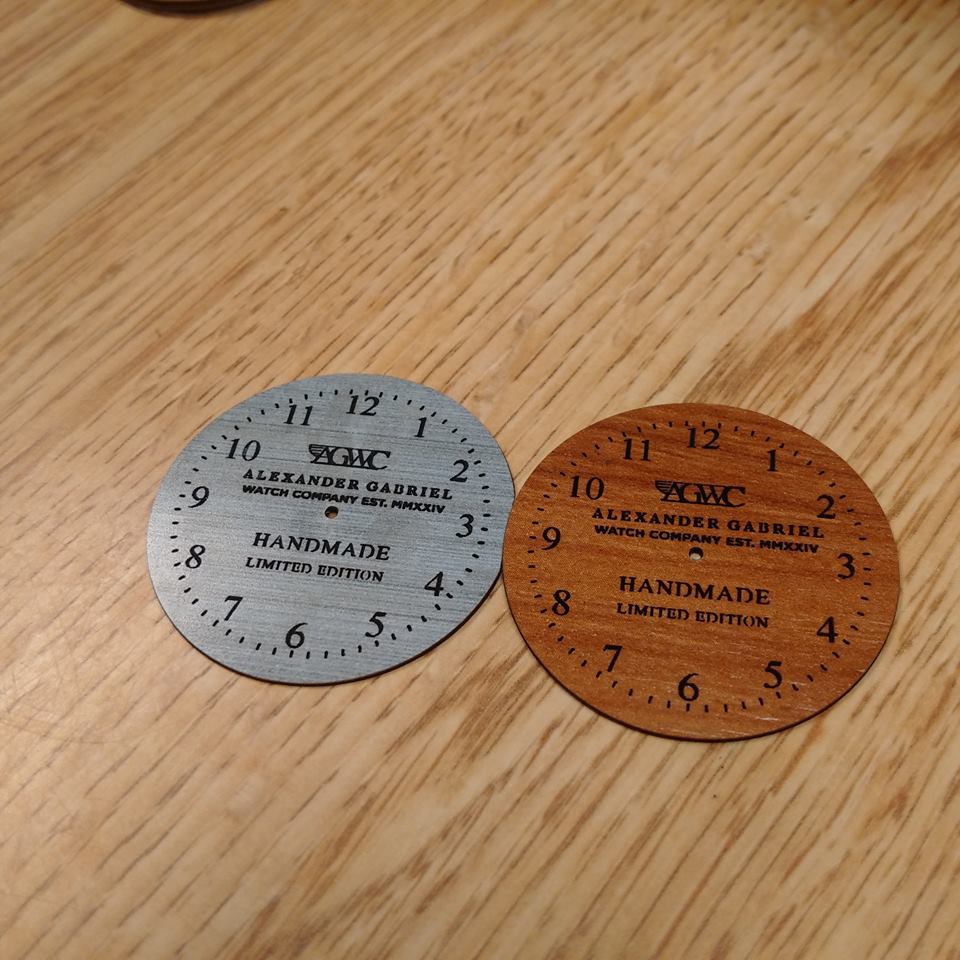 12
11
1
10
2
AGWC
ALEXANDER GABRIEL
WATCH COMPANY EST. MMXXIV
9
3
HANDMADE
LIMITED EDITION
8
4
7
5
6
12
11
1
10
2
AGWC
ALEXANDER GABRIEL
WATCH COMPANY EST. MMXXIV
9
3
HANDMADE
LIMITED EDITION
8
4
7
5
6